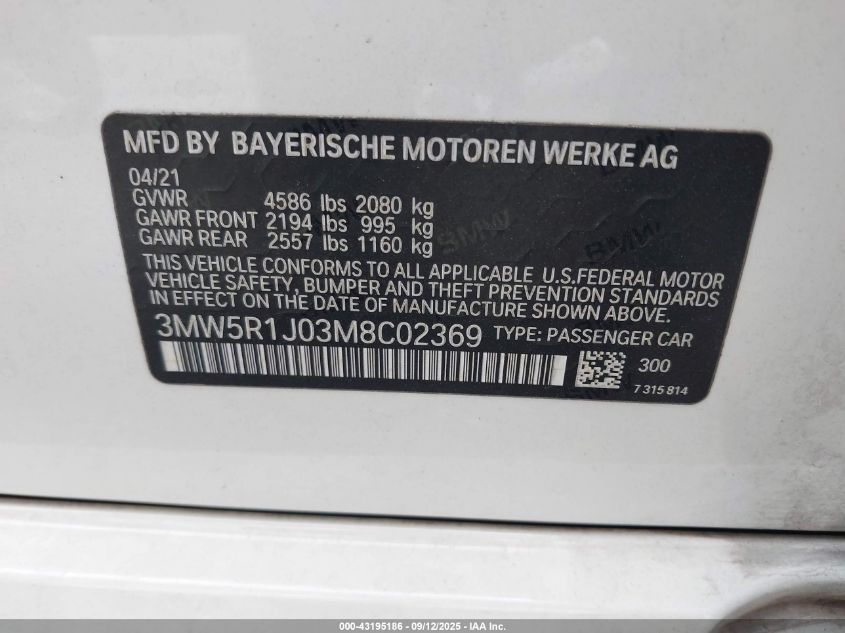 MFD BY BAYERISCHE MOTOREN WERKE AG
04/21
GVWR 4586 lbs 2080 kg
GAWR FRONT 2194 lbs 995 kg
GAWR REAR 2557 lbs 1160 kg
THIS VEHICLE CONFORMS TO ALL APPLICABLE U.S.FEDERAL MOTOR
VEHICLE SAFETY, BUMPER AND THEFT PREVENTION STANDARDS
IN EFFECT ON THE DATE OF MANUFACTURE SHOWN ABOVE.
3MW5R1J03M8C02369 TYPE: PASSENGER CAR
300
7 315 814
000-43195186 - 09/12/2025 - IAA Inc.